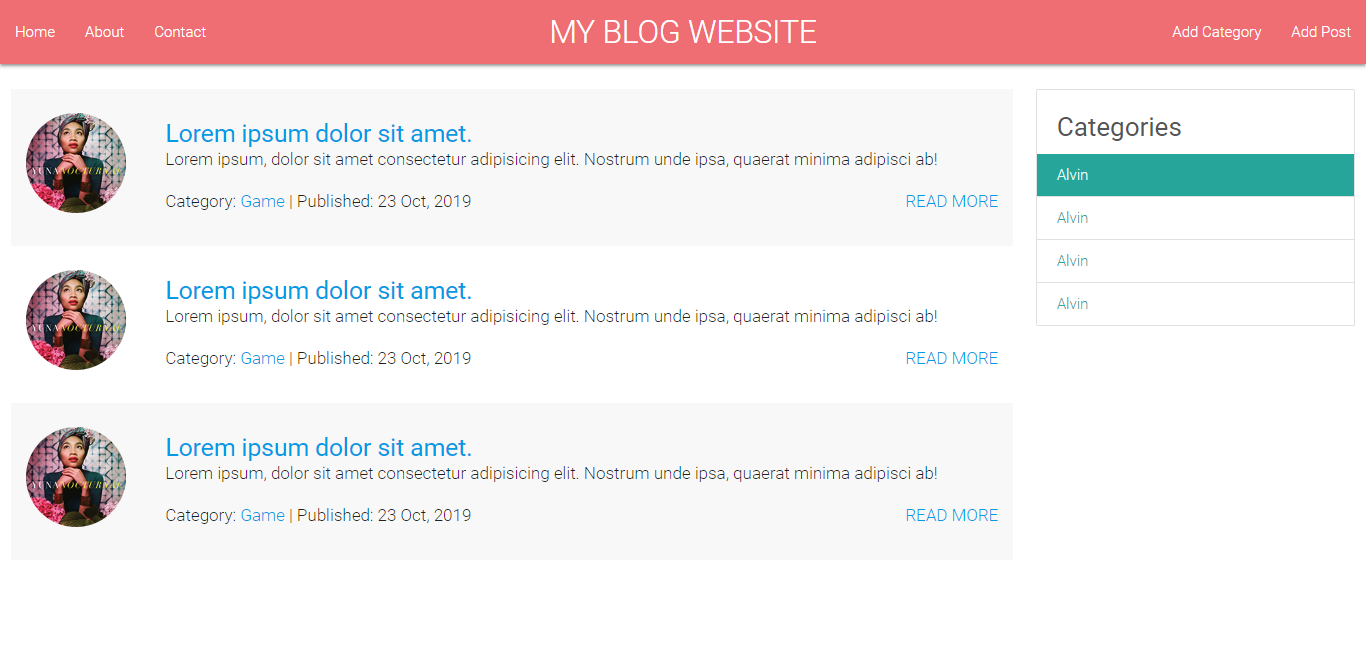 Home About Contact MY BLOG WEBSITE Add Category Add Post
Lorem ipsum dolor sit amet.
Lorem ipsum, dolor sit amet consectetur adipisicing elit. Nostrum unde ipsa, quaerat minima adipisci ab!
YUNA NOCTURNAL
Category: Game | Published: 23 Oct, 2019 READ MORE
Lorem ipsum dolor sit amet.
Lorem ipsum, dolor sit amet consectetur adipisicing elit. Nostrum unde ipsa, quaerat minima adipisci ab!
YUNA NOCTURNAL
Category: Game | Published: 23 Oct, 2019 READ MORE
Lorem ipsum dolor sit amet.
Lorem ipsum, dolor sit amet consectetur adipisicing elit. Nostrum unde ipsa, quaerat minima adipisci ab!
YUNA NOCTURNAL
Category: Game | Published: 23 Oct, 2019 READ MORE
Categories
Alvin
Alvin
Alvin
Alvin